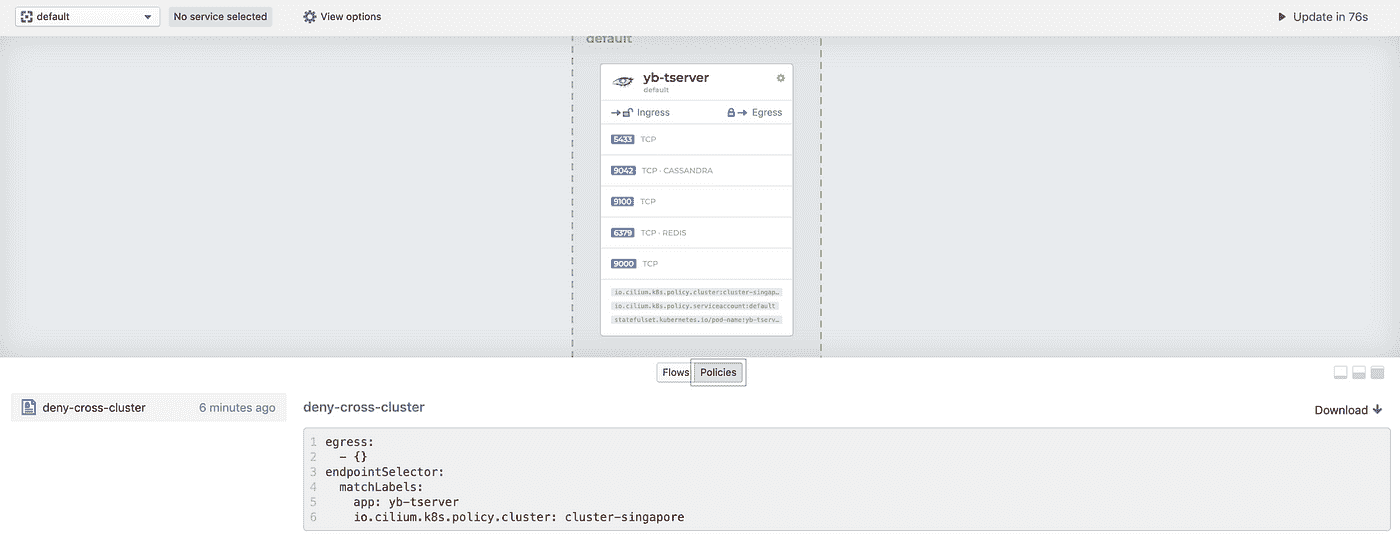 default
No service selected
View options
Update in 76s
default
yb-tserver
default
Ingress
Egress
5433 TCP
9042 TCP · CASSANDRA
9100 TCP
6379 TCP · REDIS
9000 TCP
io.cilium.k8s.policy.cluster:cluster-singap…
io.cilium.k8s.policy.serviceaccount:default
statefulset.kubernetes.io/pod-name:yb-tserv…
Flows
Policies
deny-cross-cluster
6 minutes ago
deny-cross-cluster
Download
1 egress:
2   - {}
3 endpointSelector:
4   matchLabels:
5     app: yb-tserver
6     io.cilium.k8s.policy.cluster: cluster-singapore